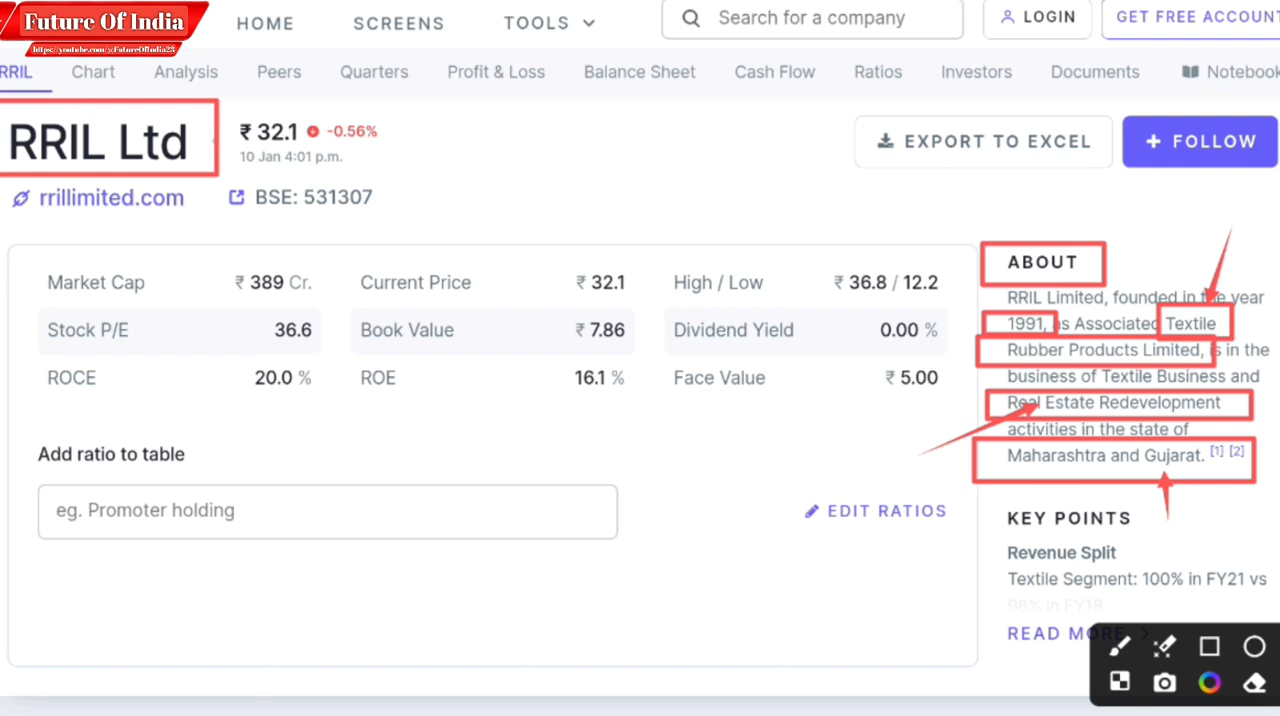 Future Of India
https://youtube.com/@FutureOfIndia23
HOME SCREENS TOOLS
Search for a company
LOGIN
GET FREE ACCOUNT
RRIL Chart Analysis Peers Quarters Profit & Loss Balance Sheet Cash Flow Ratios Investors Documents Notebook
RRIL Ltd
₹ 32.1 -0.56%
10 Jan 4:01 p.m.
EXPORT TO EXCEL
+ FOLLOW
rrillimited.com
BSE: 531307
Market Cap ₹ 389 Cr. Current Price ₹ 32.1 High / Low ₹ 36.8 / 12.2
Stock P/E 36.6 Book Value ₹ 7.86 Dividend Yield 0.00 %
ROCE 20.0 % ROE 16.1 % Face Value ₹ 5.00
Add ratio to table
eg. Promoter holding
EDIT RATIOS
ABOUT
RRIL Limited, founded in the year
1991, as Associated Textile
Rubber Products Limited, is in the
business of Textile Business and
Real Estate Redevelopment
activities in the state of
Maharashtra and Gujarat. [1] [2]
KEY POINTS
Revenue Split
Textile Segment: 100% in FY21 vs
98% in FY18
READ MORE